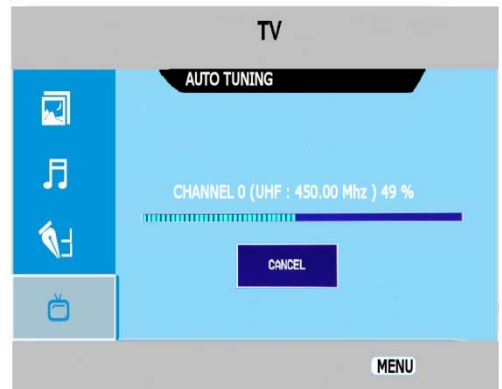 TV
AUTO TUNING
CHANNEL 0 (UHF : 450.00 Mhz ) 49 %
CANCEL
MENU